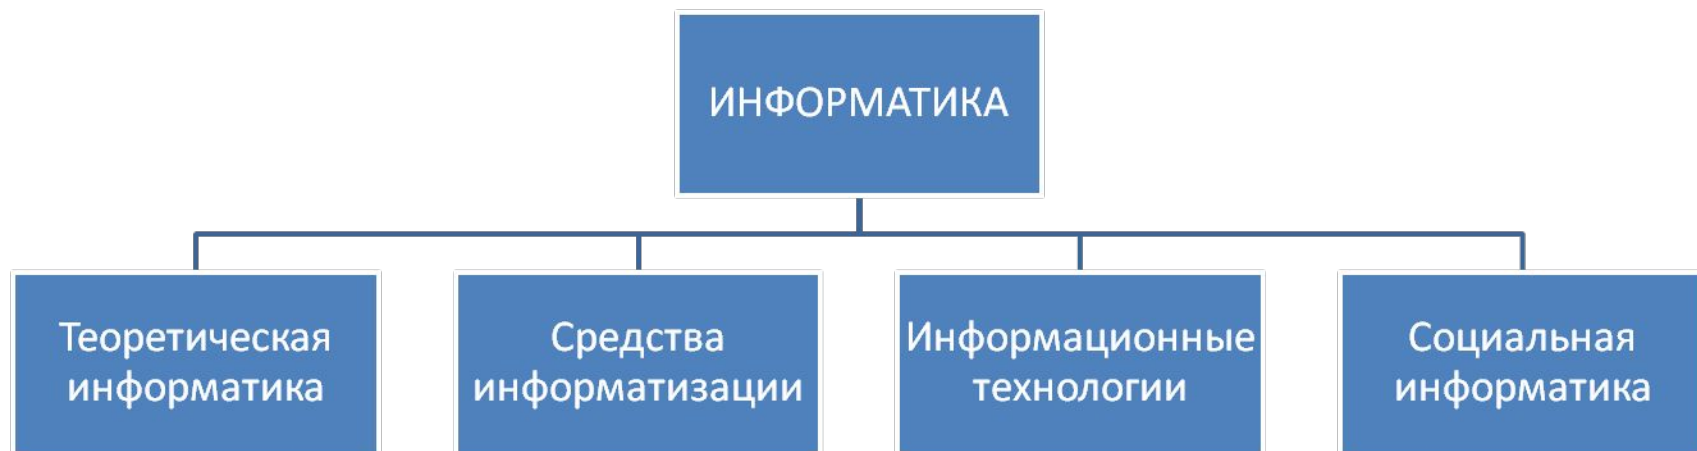 ИНФОРМАТИКА
Теоретическая
информатика
Средства
информатизации
Информационные
технологии
Социальная
информатика